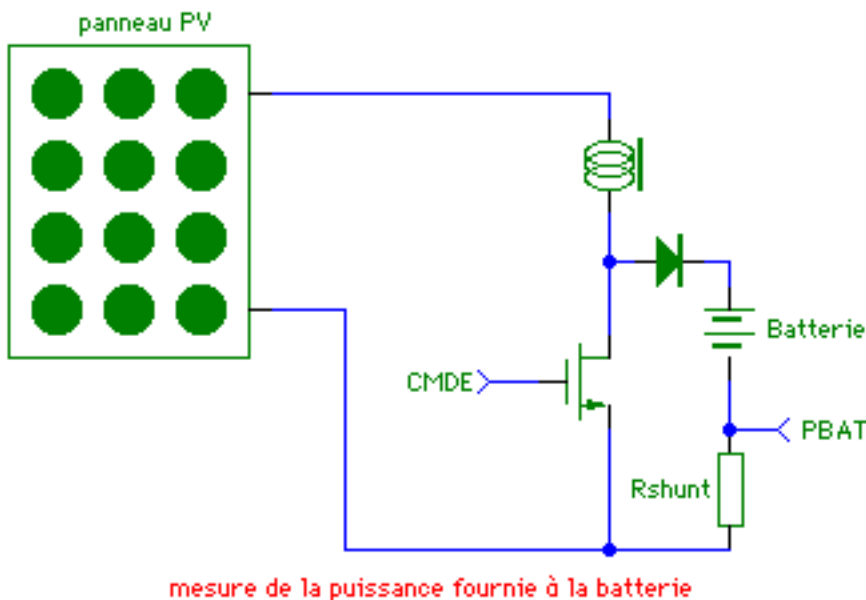 panneau PV
Batterie
CMDE
PBAT
Rshunt
mesure de la puissance fournie à la batterie